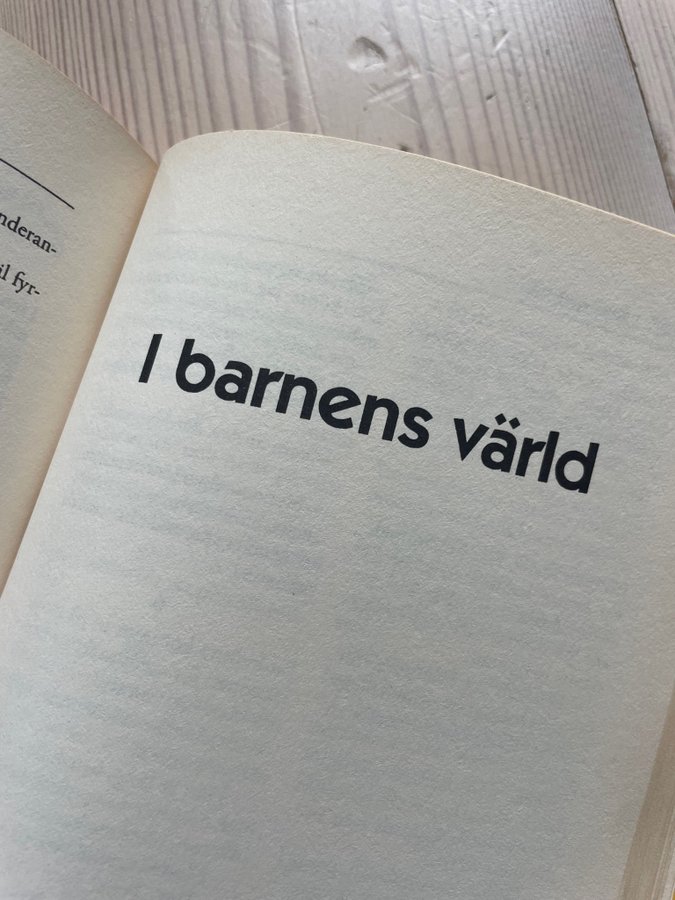 nderan-
il fyr-
I barnens värld